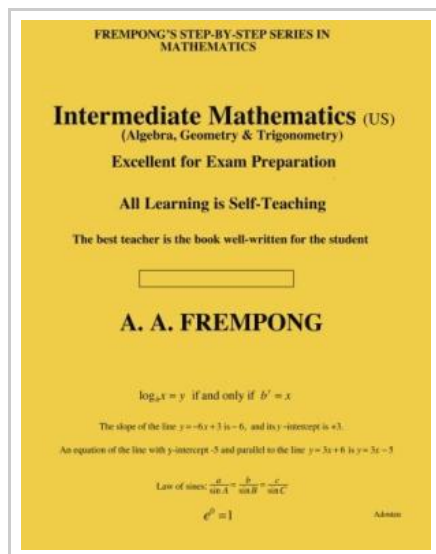 FREMPONG'S STEP-BY-STEP SERIES IN
MATHEMATICS
Intermediate Mathematics (US)
(Algebra, Geometry & Trigonometry)
Excellent for Exam Preparation
All Learning is Self-Teaching
The best teacher is the book well-written for the student
A. A. FREMPONG
log_b x = y if and only if b^y = x
The slope of the line y = −6x + 3 is − 6, and its y -intercept is +3.
An equation of the line with y-intercept -5 and parallel to the line y = 3x + 6 is y = 3x − 5
Law of sines: a/sin A = b/sin B = c/sin C
e^0 = 1